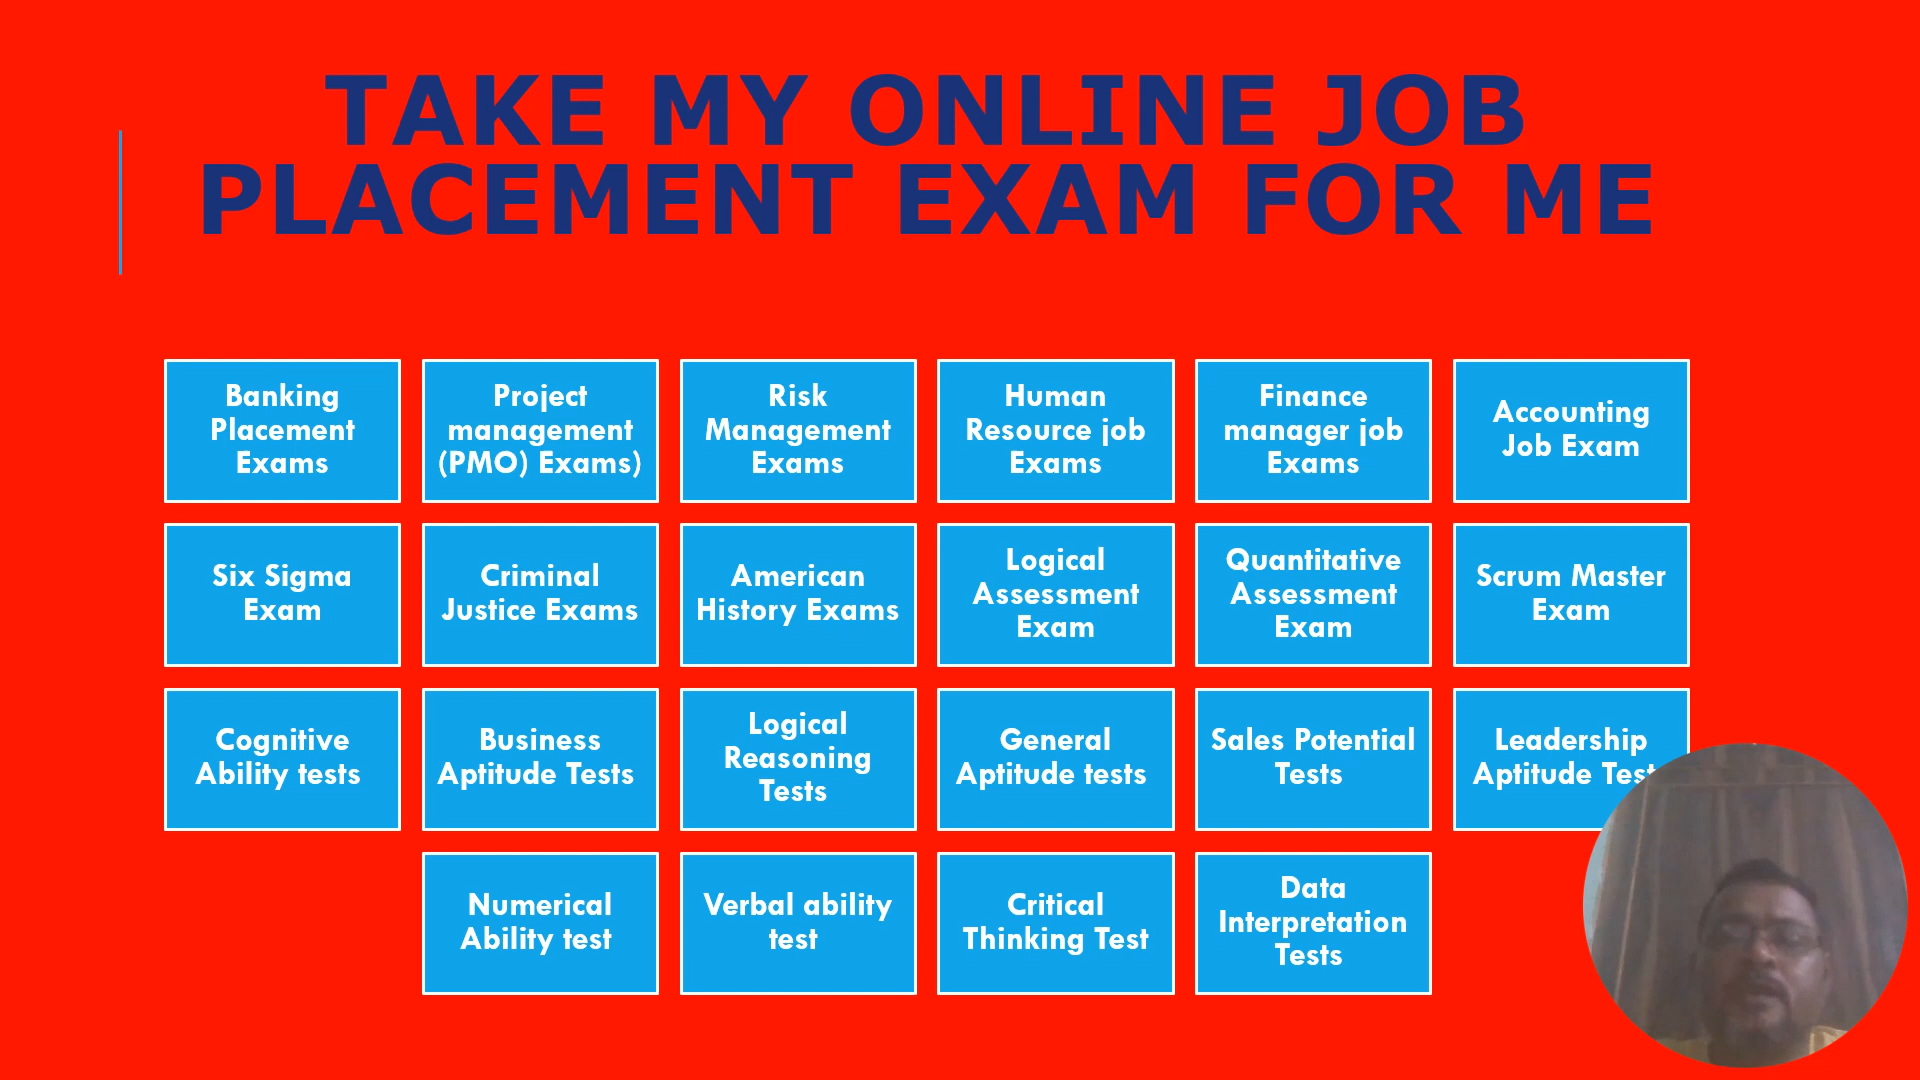 TAKE MY ONLINE JOB
PLACEMENT EXAM FOR ME
Banking
Placement
Exams
Project
management
(PMO) Exams)
Risk
Management
Exams
Human
Resource job
Exams
Finance
manager job
Exams
Accounting
Job Exam
Six Sigma
Exam
Criminal
Justice Exams
American
History Exams
Logical
Assessment
Exam
Quantitative
Assessment
Exam
Scrum Master
Exam
Cognitive
Ability tests
Business
Aptitude Tests
Logical
Reasoning
Tests
General
Aptitude tests
Sales Potential
Tests
Leadership
Aptitude
Numerical
Ability test
Verbal ability
test
Critical
Thinking Test
Data
Interpretation
Tests